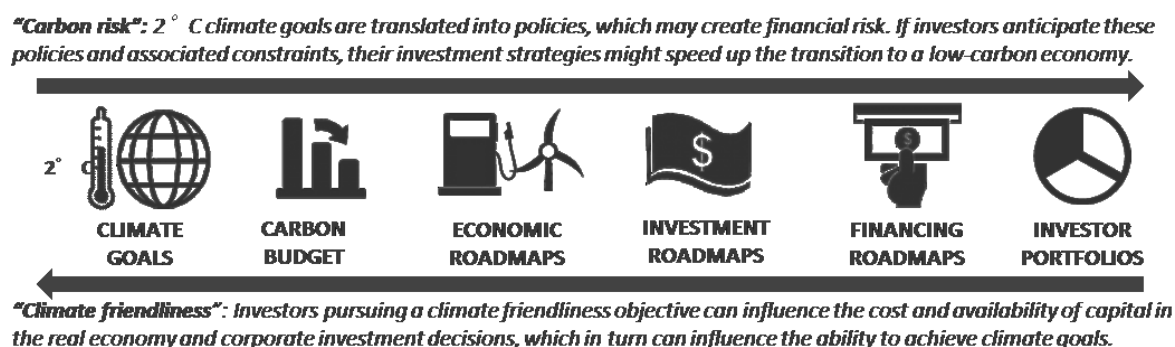 "Carbon risk": 2° C climate goals are translated into policies, which may create financial risk. If investors anticipate these
policies and associated constraints, their investment strategies might speed up the transition to a low-carbon economy.
2° C
$
$
CLIMATE
GOALS
CARBON
BUDGET
ECONOMIC
ROADMAPS
INVESTMENT
ROADMAPS
FINANCING
ROADMAPS
INVESTOR
PORTFOLIOS
"Climate friendliness": Investors pursuing a climate friendliness objective can influence the cost and availability of capital in
the real economy and corporate investment decisions, which in turn can influence the ability to achieve climate goals.